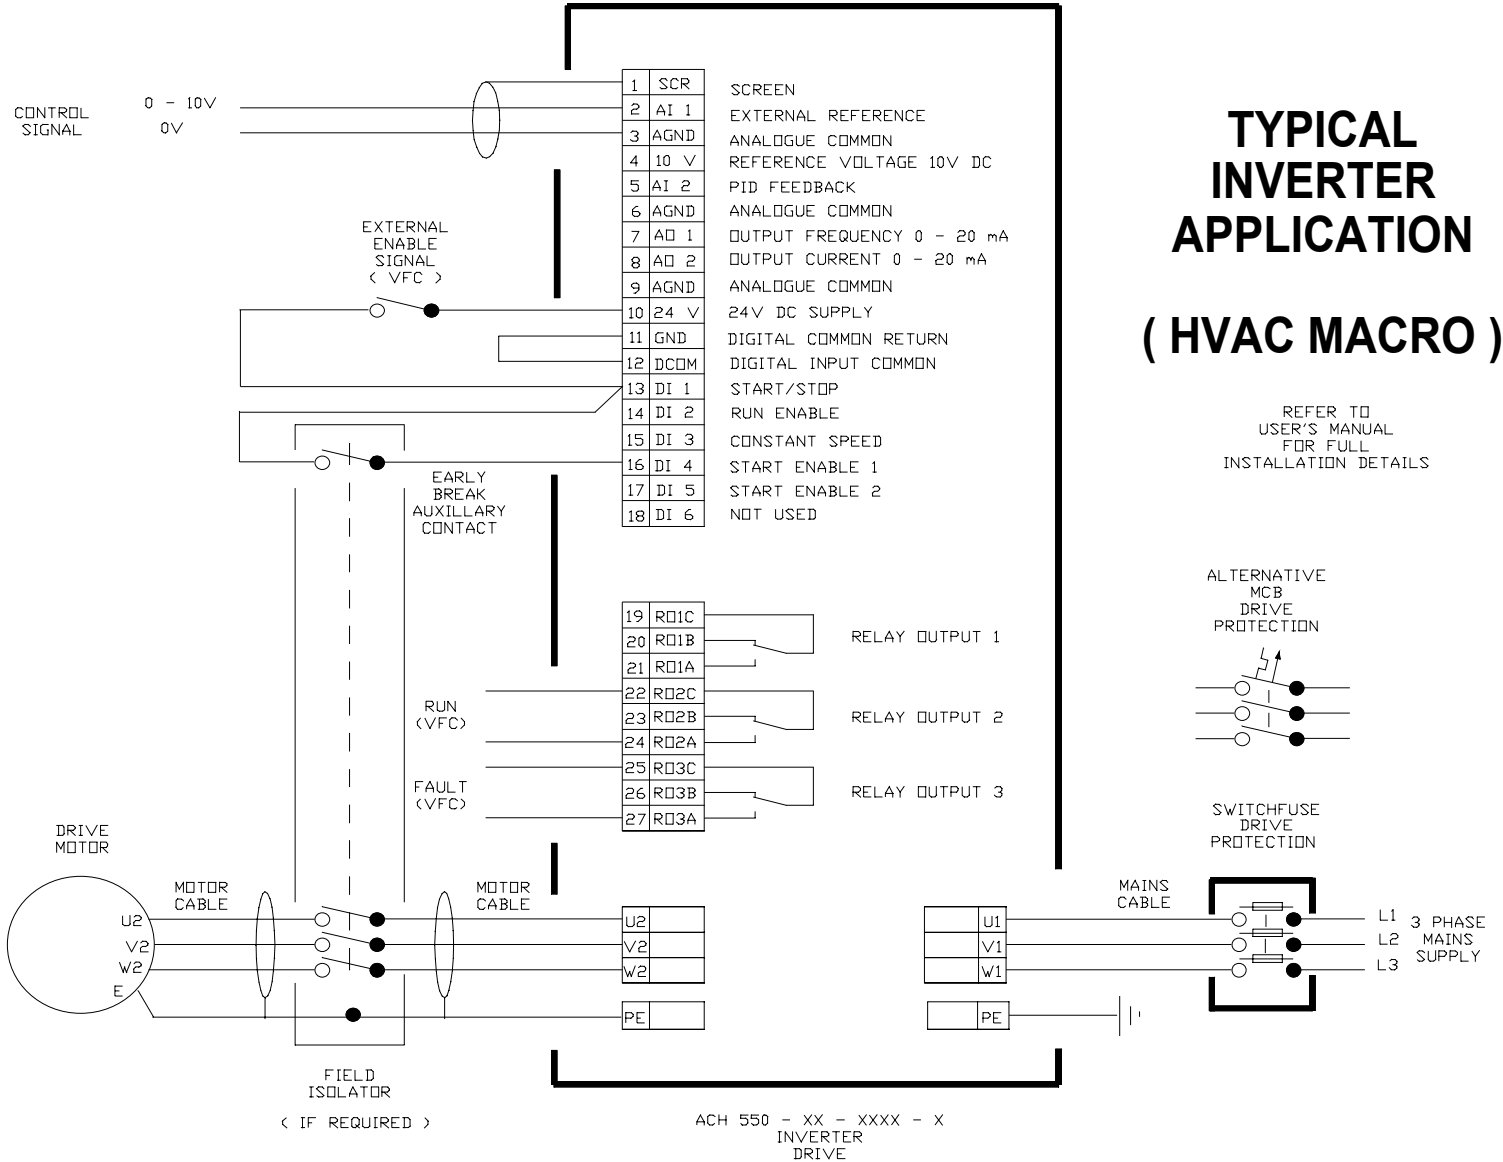 TYPICAL
INVERTER
APPLICATION
( HVAC MACRO )
REFER TO
USER'S MANUAL
FOR FULL
INSTALLATION DETAILS
CONTROL
SIGNAL
0 - 10V
0V
EXTERNAL
ENABLE
SIGNAL
( VFC )
1 SCR SCREEN
2 AI 1 EXTERNAL REFERENCE
3 AGND ANALOGUE COMMON
4 10 V REFERENCE VOLTAGE 10V DC
5 AI 2 PID FEEDBACK
6 AGND ANALOGUE COMMON
7 AO 1 OUTPUT FREQUENCY 0 - 20 mA
8 AO 2 OUTPUT CURRENT 0 - 20 mA
9 AGND ANALOGUE COMMON
10 24 V 24V DC SUPPLY
11 GND DIGITAL COMMON RETURN
12 DCOM DIGITAL INPUT COMMON
13 DI 1 START/STOP
14 DI 2 RUN ENABLE
15 DI 3 CONSTANT SPEED
16 DI 4 START ENABLE 1
17 DI 5 START ENABLE 2
18 DI 6 NOT USED
EARLY
BREAK
AUXILLARY
CONTACT
19 RO1C
20 RO1B RELAY OUTPUT 1
21 RO1A
22 RO2C
23 RO2B RELAY OUTPUT 2
24 RO2A
25 RO3C
26 RO3B RELAY OUTPUT 3
27 RO3A
RUN
(VFC)
FAULT
(VFC)
ALTERNATIVE
MCB
DRIVE
PROTECTION
SWITCHFUSE
DRIVE
PROTECTION
DRIVE
MOTOR
MOTOR
CABLE
MOTOR
CABLE
MAINS
CABLE
U2
V2
W2
E
U2
V2
W2
PE
U1
V1
W1
PE
L1
L2
L3
3 PHASE
MAINS
SUPPLY
FIELD
ISOLATOR
( IF REQUIRED )
ACH 550 - XX - XXXX - X
INVERTER
DRIVE